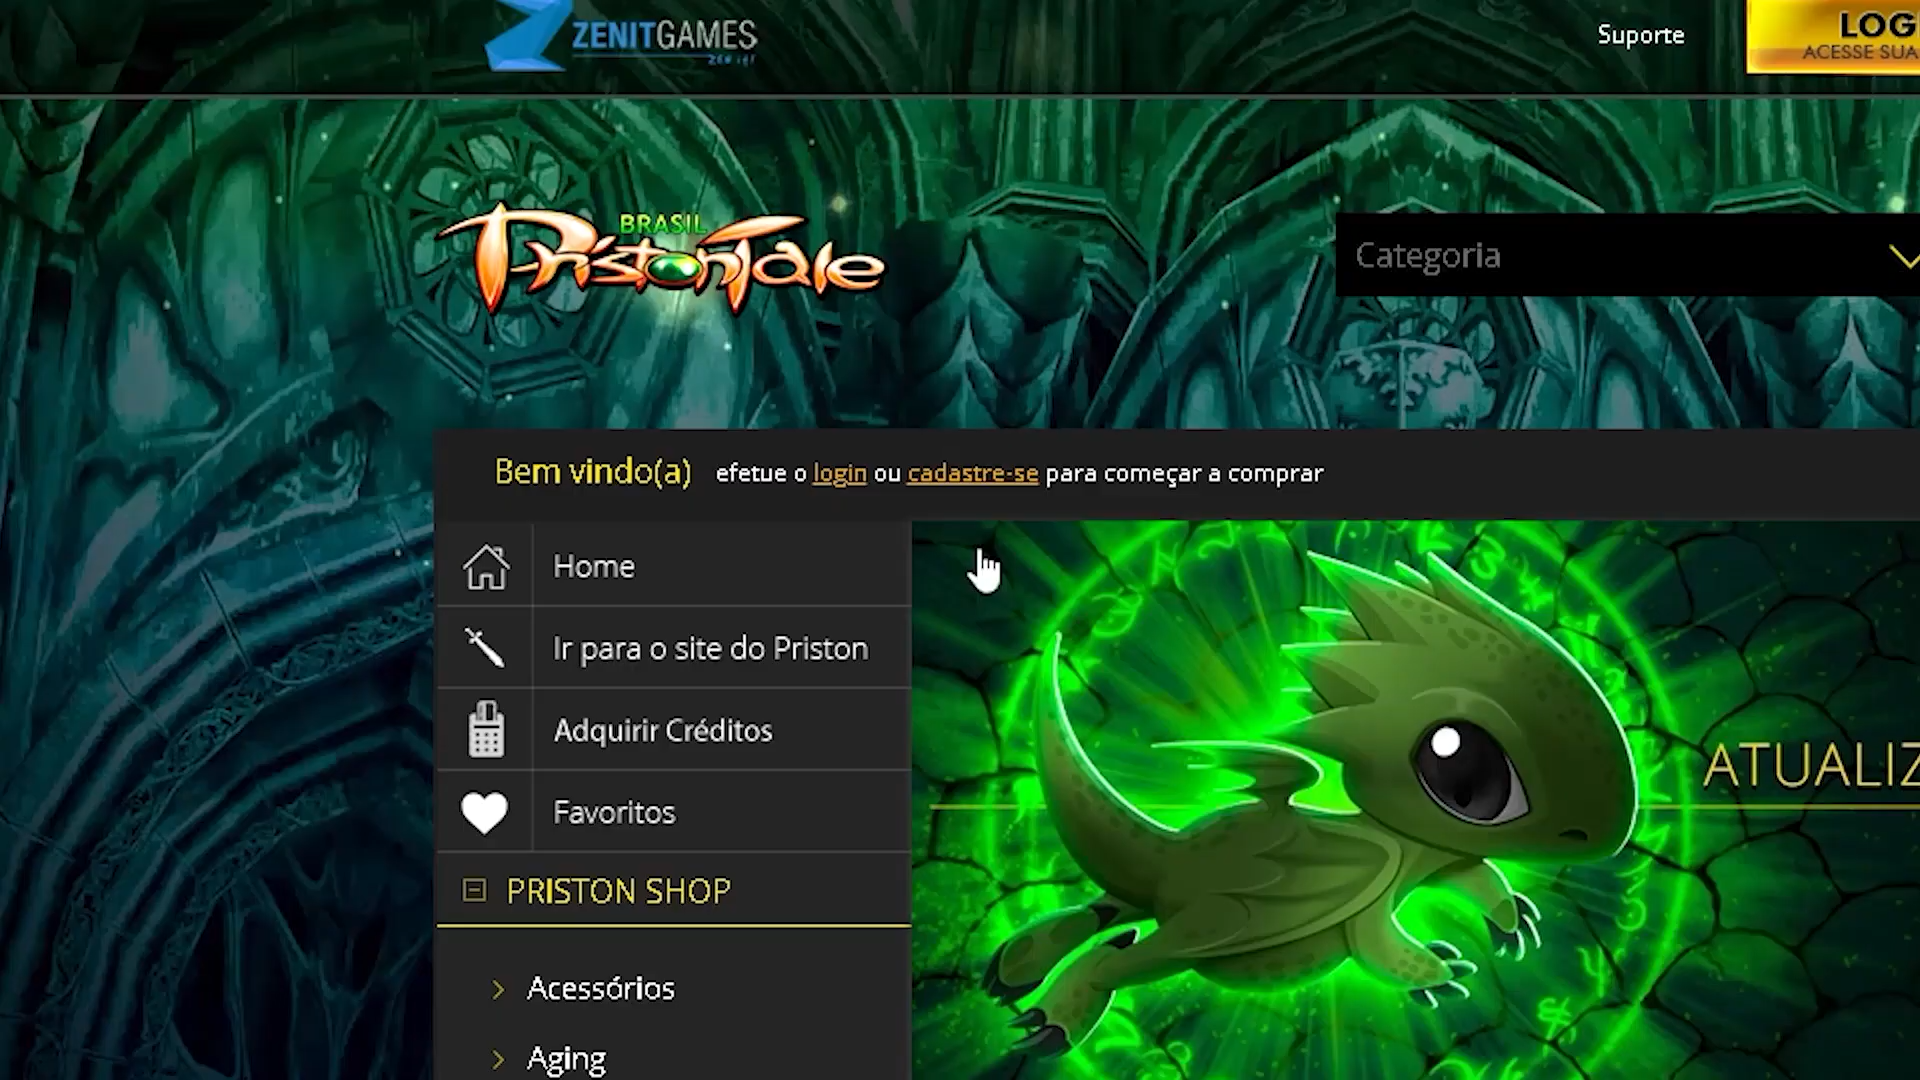 ZENITGAMES
Suporte
LOG
ACESSE SUA
BRASIL
PristonTale
Categoria
Bem vindo(a) efetue o login ou cadastre-se para começar a comprar
Home
Ir para o site do Priston
Adquirir Créditos
Favoritos
ATUALIZ
PRISTON SHOP
Acessórios
Aging